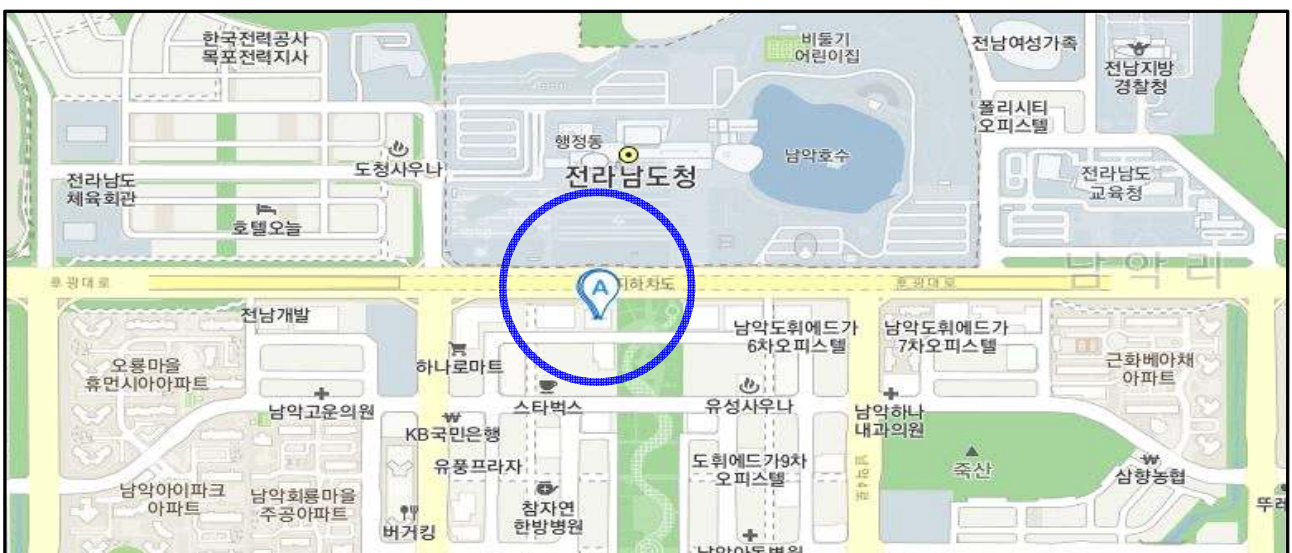 한국전력공사
목포전력지사
비둘기
어린이집
전남여성가족
전남지방
경찰청
폴리시티
오피스텔
행정동
도청사우나
전라남도청
남악호수
전라남도
체육회관
전라남도
교육청
호텔오늘
남악리
A
지하차도
전남개발
남악도휘에드가
6차오피스텔
남악도휘에드가
7차오피스텔
오룡마을
휴먼시아아파트
하나로마트
근화베아채
아파트
남악고운의원
스타벅스
유성사우나
남악하나
내과의원
KB국민은행
유풍프라자
도휘에드가9차
오피스텔
남악4로
죽산
삼향농협
남악아이파크
아파트
남악회룡마을
주공아파트
버거킹
참자연
한방병원
뚜레
남악아동병원